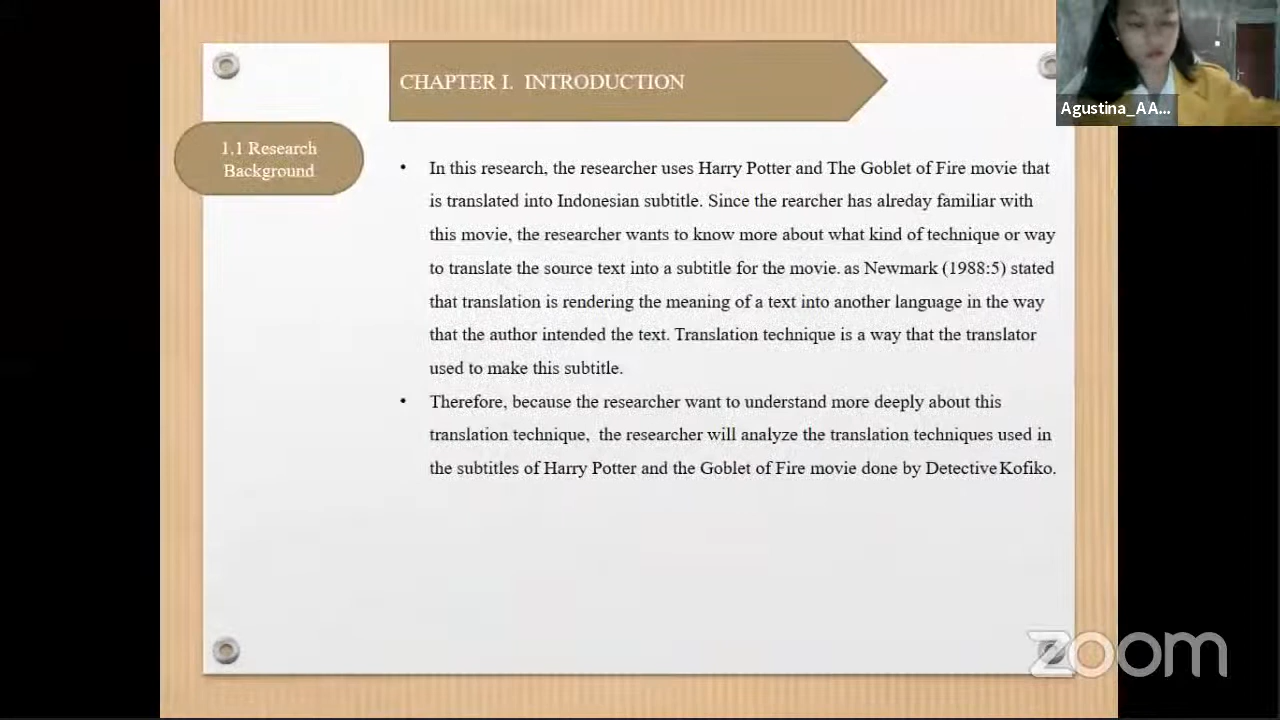 CHAPTER I. INTRODUCTION
Agustina_AA...
1.1 Research
Background
• In this research, the researcher uses Harry Potter and The Goblet of Fire movie that
is translated into Indonesian subtitle. Since the rearcher has alreday familiar with
this movie, the researcher wants to know more about what kind of technique or way
to translate the source text into a subtitle for the movie. as Newmark (1988:5) stated
that translation is rendering the meaning of a text into another language in the way
that the author intended the text. Translation technique is a way that the translator
used to make this subtitle.
• Therefore, because the researcher want to understand more deeply about this
translation technique, the researcher will analyze the translation techniques used in
the subtitles of Harry Potter and the Goblet of Fire movie done by Detective Kofiko.
zoom